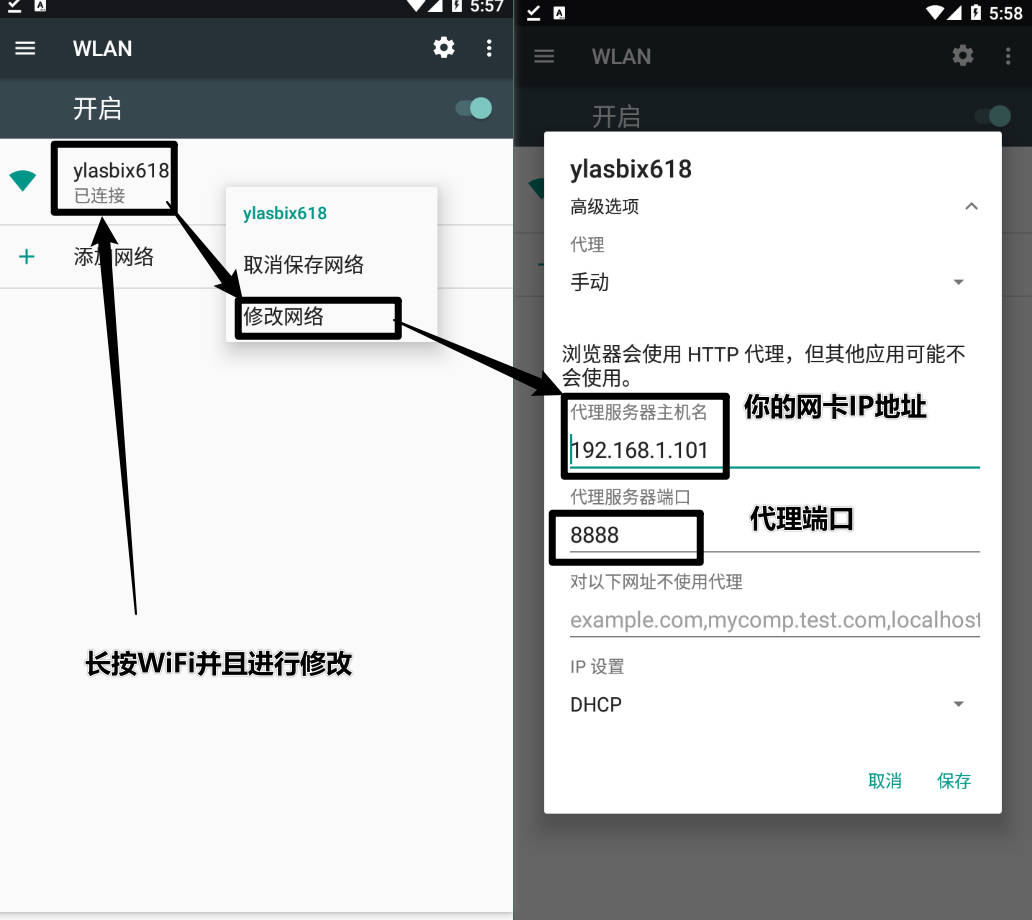 5:57
WLAN
开启
ylasbix618
已连接
添加网络
ylasbix618
取消保存网络
修改网络
长按WiFi并且进行修改
5:58
WLAN
开启
ylasbix618
高级选项
代理
手动
浏览器会使用 HTTP 代理，但其他应用可能不
会使用。
代理服务器主机名
你的网卡IP地址
192.168.1.101
代理服务器端口
代理端口
8888
对以下网址不使用代理
example.com,mycomp.test.com,localhost
IP 设置
DHCP
取消
保存